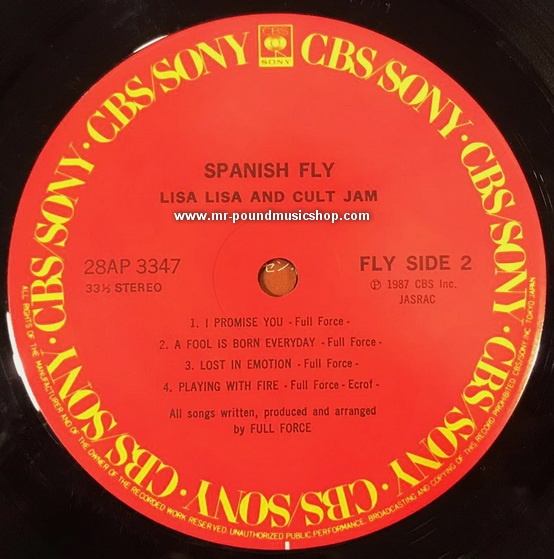 CBS/SONY · CBS/SONY · CBS/SONY · CBS/SONY · CBS/SONY · CBS/SONY · CBS/SONY · CBS/SONY
CBS
SONY
SPANISH FLY
LISA LISA AND CULT JAM
www.mr-poundmusicshop.com
28AP 3347
33⅓ STEREO
セン
FLY SIDE 2
Ⓟ 1987 CBS Inc.
JASRAC
1. I PROMISE YOU - Full Force -
2. A FOOL IS BORN EVERYDAY - Full Force -
3. LOST IN EMOTION - Full Force -
4. PLAYING WITH FIRE - Full Force - Ecrof -
All songs written, produced and arranged
by FULL FORCE
ALL RIGHTS OF THE MANUFACTURER AND OF THE OWNER OF THE RECORDED WORK RESERVED. UNAUTHORIZED PUBLIC PERFORMANCE, BROADCASTING AND COPYING OF THIS RECORD PROHIBITED CBS/SONY INC. TOKYO JAPAN